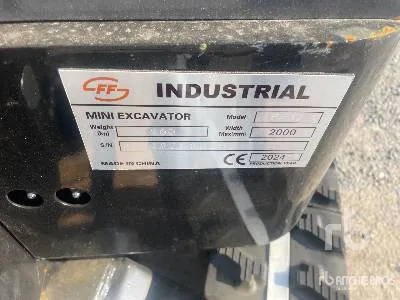 FF INDUSTRIAL
MINI EXCAVATOR Model
Weight (kg) Width Max/mm 2000
S/N
MADE IN CHINA CE 2024
PRODUCTION YEAR
rb
RITCHIE BROS